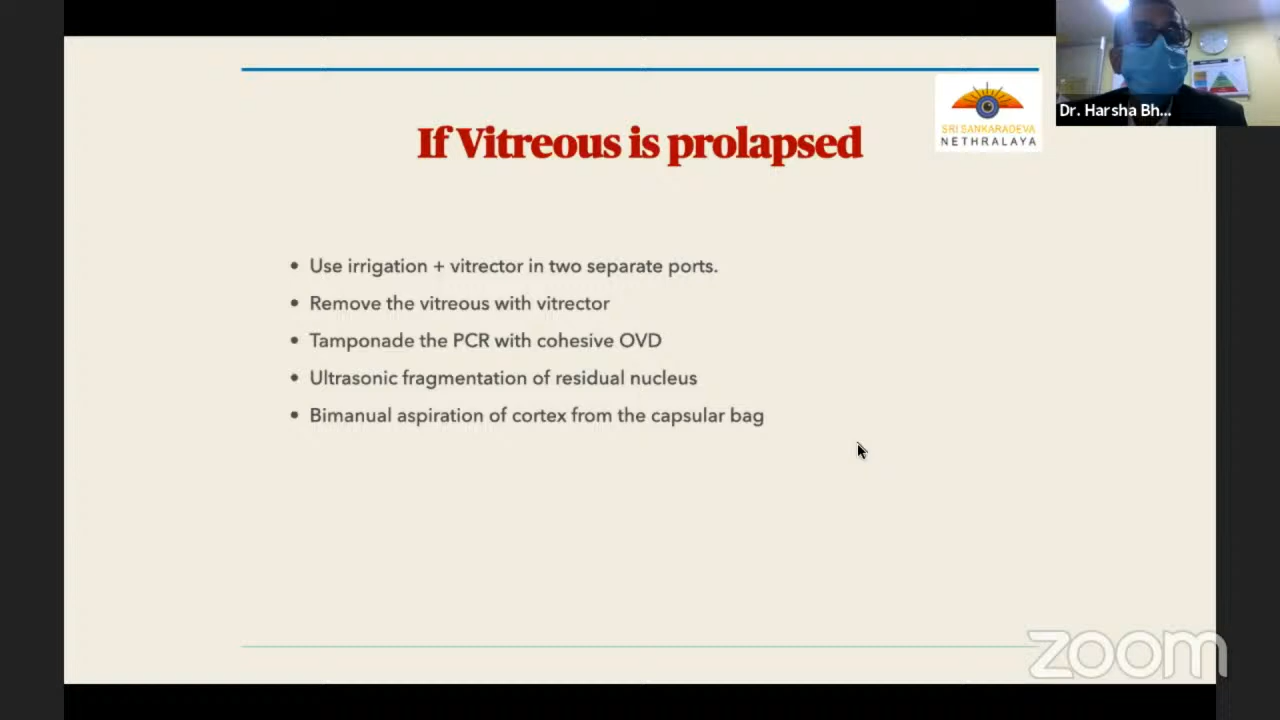 If Vitreous is prolapsed
SRI SANKARADEVA
NETHRALAYA
Dr. Harsha Bh...
• Use irrigation + vitrector in two separate ports.
• Remove the vitreous with vitrector
• Tamponade the PCR with cohesive OVD
• Ultrasonic fragmentation of residual nucleus
• Bimanual aspiration of cortex from the capsular bag
zoom